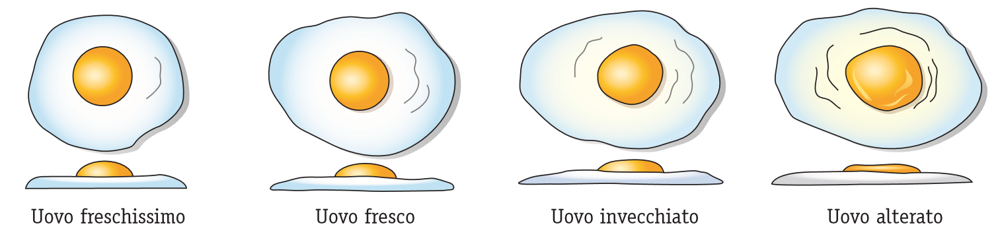 Uovo freschissimo
Uovo fresco
Uovo invecchiato
Uovo alterato